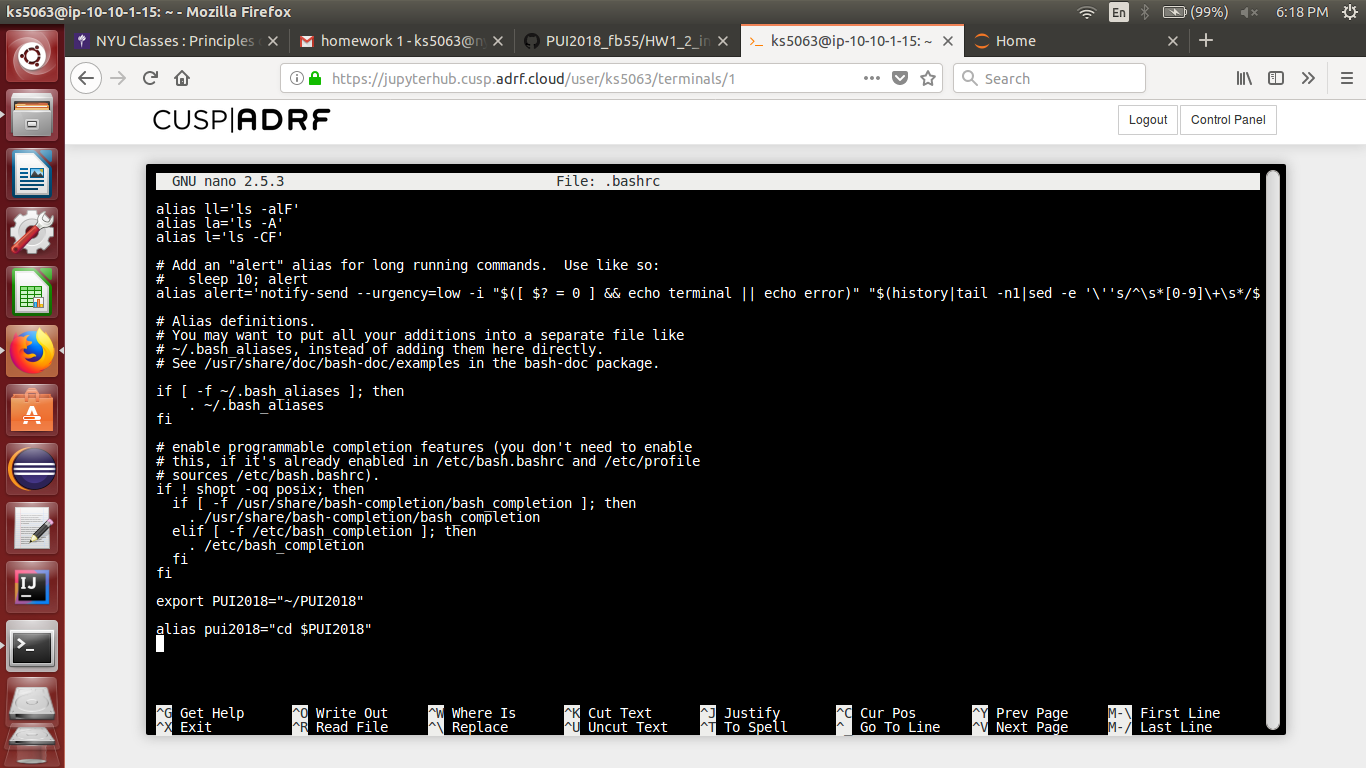 ks5063@ip-10-10-1-15: ~ - Mozilla Firefox
En
(99%)
6:18 PM
NYU Classes : Principles
homework 1 - ks5063@n
PUI2018_fb55/HW1_2_in
ks5063@ip-10-10-1-15: ~
Home
https://jupyterhub.cusp.adrf.cloud/user/ks5063/terminals/1
Search
CUSP|ADRF
Logout
Control Panel
GNU nano 2.5.3
File: .bashrc
alias ll='ls -alF'
alias la='ls -A'
alias l='ls -CF'
# Add an "alert" alias for long running commands.  Use like so:
#   sleep 10; alert
alias alert='notify-send --urgency=low -i "$([ $? = 0 ] && echo terminal || echo error)" "$(history|tail -n1|sed -e '\''s/^\s*[0-9]\+\s*/$
# Alias definitions.
# You may want to put all your additions into a separate file like
# ~/.bash_aliases, instead of adding them here directly.
# See /usr/share/doc/bash-doc/examples in the bash-doc package.
if [ -f ~/.bash_aliases ]; then
    . ~/.bash_aliases
fi
# enable programmable completion features (you don't need to enable
# this, if it's already enabled in /etc/bash.bashrc and /etc/profile
# sources /etc/bash.bashrc).
if ! shopt -oq posix; then
  if [ -f /usr/share/bash-completion/bash_completion ]; then
    . /usr/share/bash-completion/bash_completion
  elif [ -f /etc/bash_completion ]; then
    . /etc/bash_completion
  fi
fi
export PUI2018="~/PUI2018"
alias pui2018="cd $PUI2018"
^G Get Help ^O Write Out ^W Where Is ^K Cut Text ^J Justify ^C Cur Pos ^Y Prev Page M-\ First Line
^X Exit ^R Read File ^\ Replace ^U Uncut Text ^T To Spell ^_ Go To Line ^V Next Page M-/ Last Line
IJ